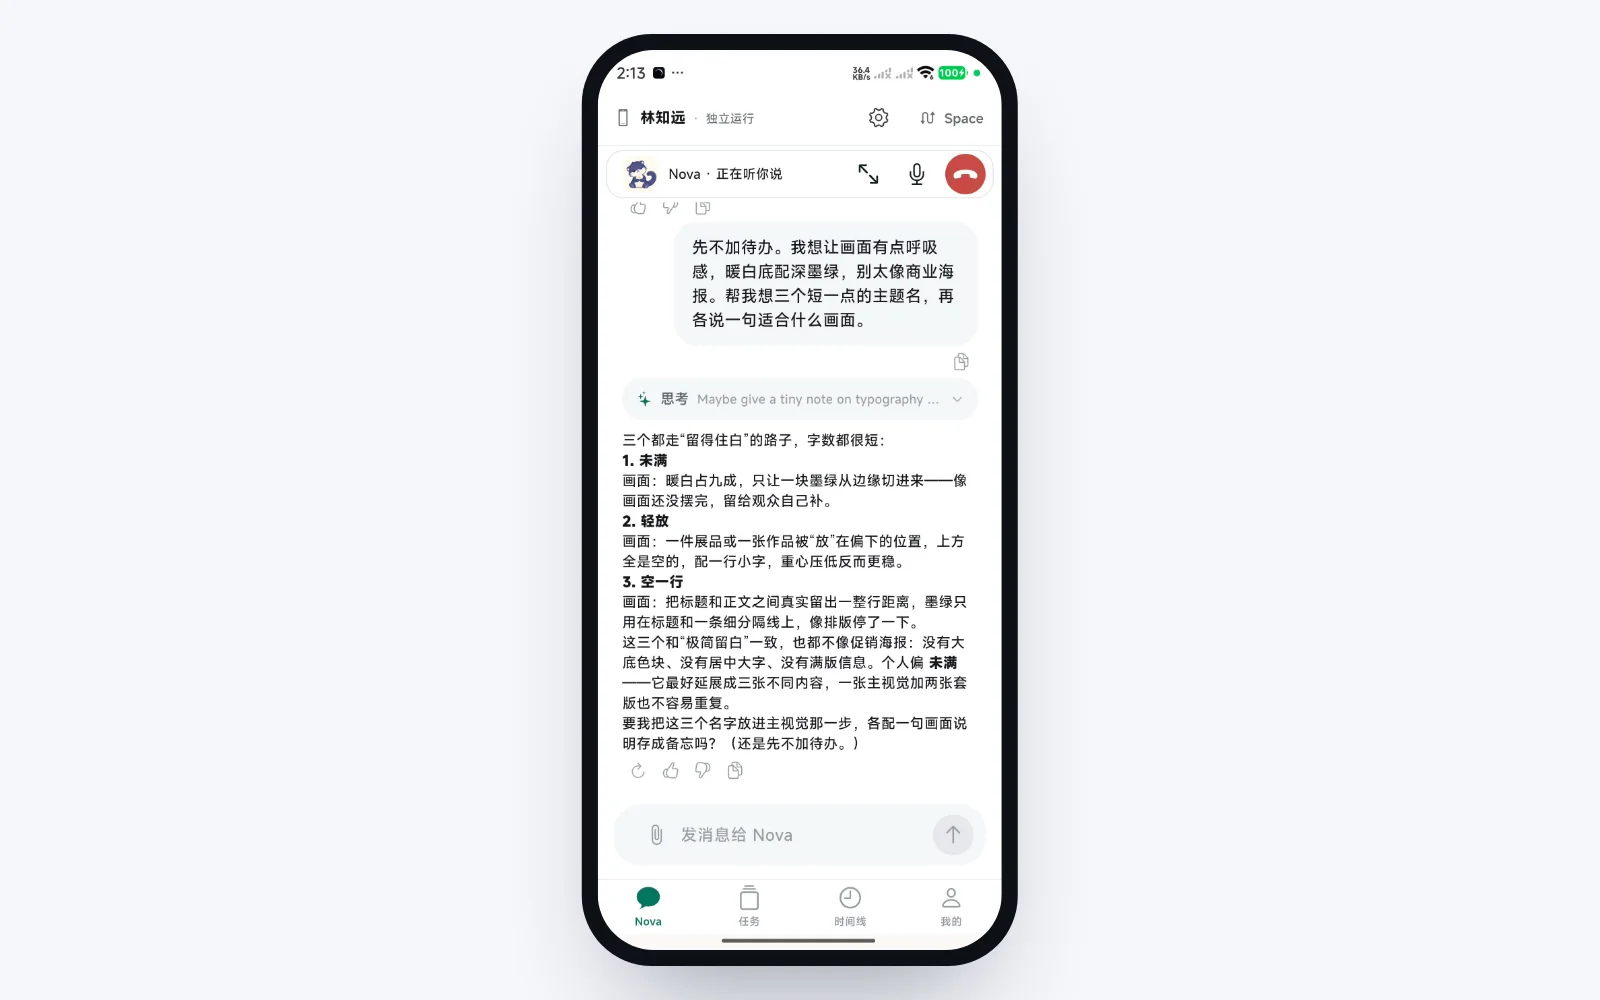 2:13 ··· 36.4 KB/s 100
林知远 · 独立运行 Space
Nova · 正在听你说
先不加待办。我想让画面有点呼吸
感，暖白底配深墨绿，别太像商业海
报。帮我想三个短一点的主题名，再
各说一句适合什么画面。
思考 Maybe give a tiny note on typography ...
三个都走“留得住白”的路子，字数都很短：
1. 未满
画面：暖白占九成，只让一块墨绿从边缘切进来——像
画面还没摆完，留给观众自己补。
2. 轻放
画面：一件展品或一张作品被“放”在偏下的位置，上方
全是空的，配一行小字，重心压低反而更稳。
3. 空一行
画面：把标题和正文之间真实留出一整行距离，墨绿只
用在标题和一条细分隔线上，像排版停了一下。
这三个和“极简留白”一致，也都不像促销海报：没有大
底色块、没有居中大字、没有满版信息。个人偏 未满
——它最好延展成三张不同内容，一张主视觉加两张套
版也不容易重复。
要我把这三个名字放进主视觉那一步，各配一句画面说
明存成备忘吗？（还是先不加待办。）
发消息给 Nova
Nova 任务 时间线 我的